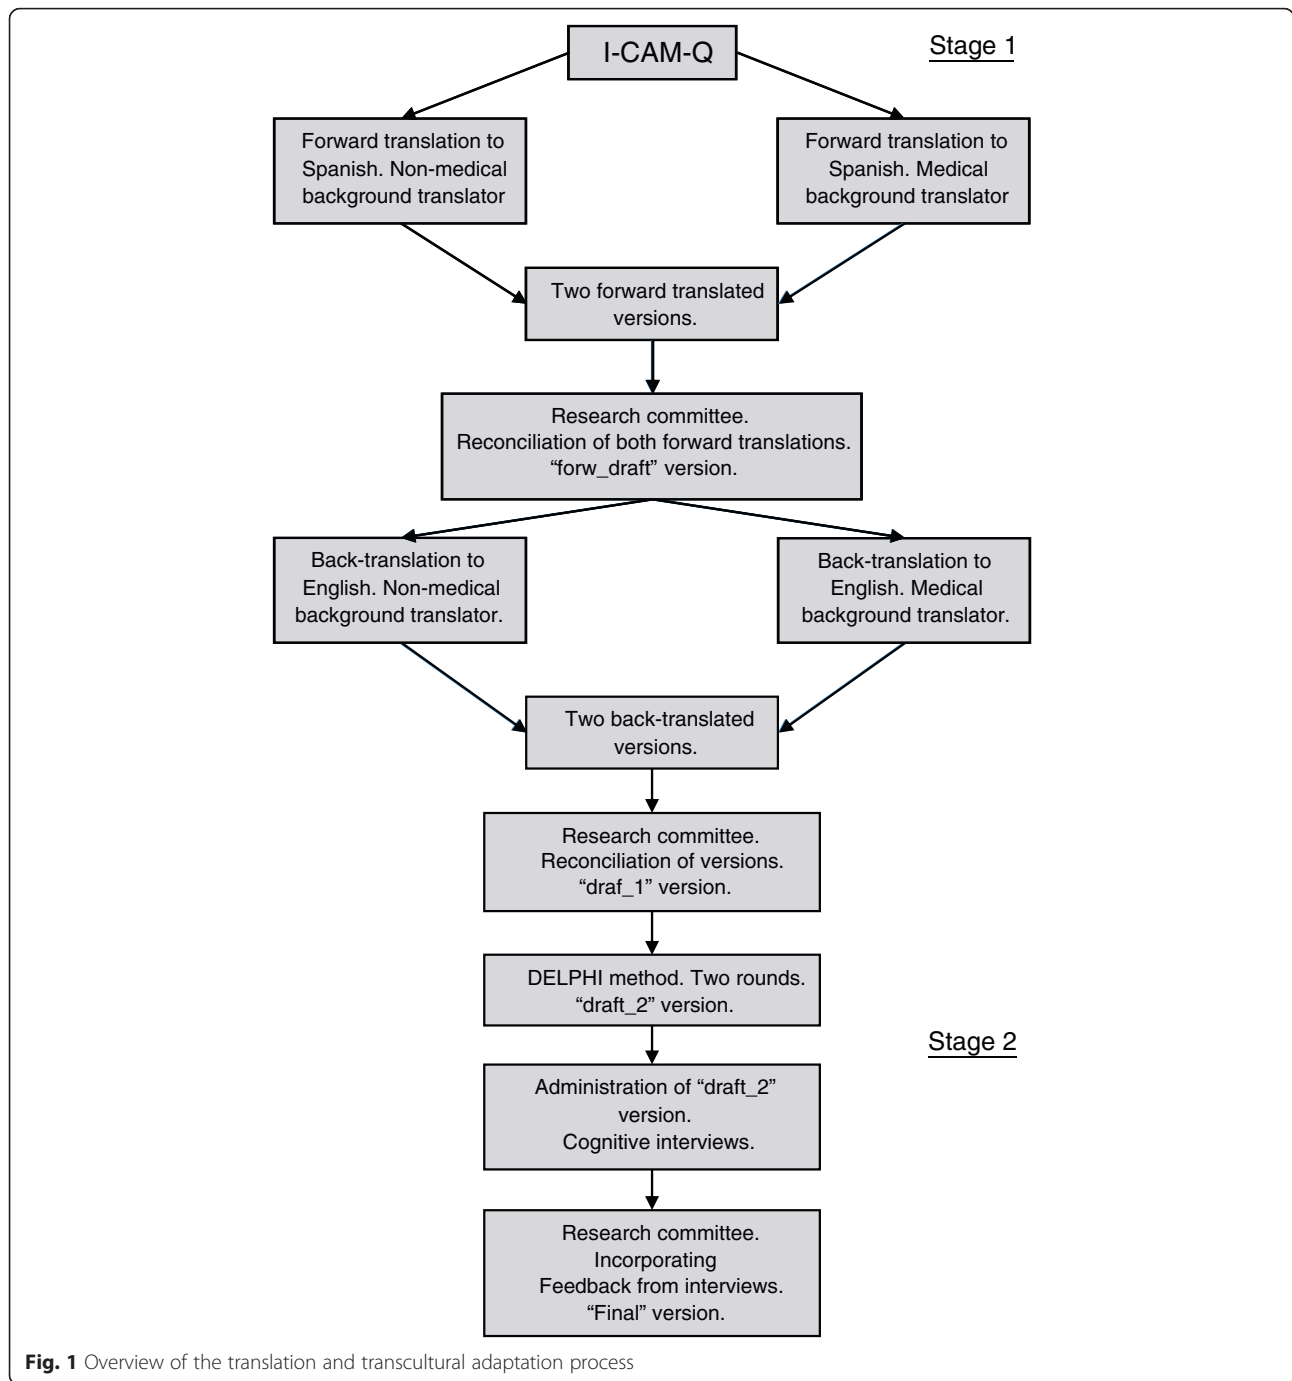 I-CAM-Q
Stage 1
Forward translation to
Spanish. Non-medical
background translator
Forward translation to
Spanish. Medical
background translator
Two forward translated
versions.
Research committee.
Reconciliation of both forward translations.
“forw_draft” version.
Back-translation to
English. Non-medical
background translator.
Back-translation to
English. Medical
background translator.
Two back-translated
versions.
Research committee.
Reconciliation of versions.
“draf_1” version.
DELPHI method. Two rounds.
“draft_2” version.
Stage 2
Administration of “draft_2”
version.
Cognitive interviews.
Research committee.
Incorporating
Feedback from interviews.
“Final” version.
Fig. 1 Overview of the translation and transcultural adaptation process